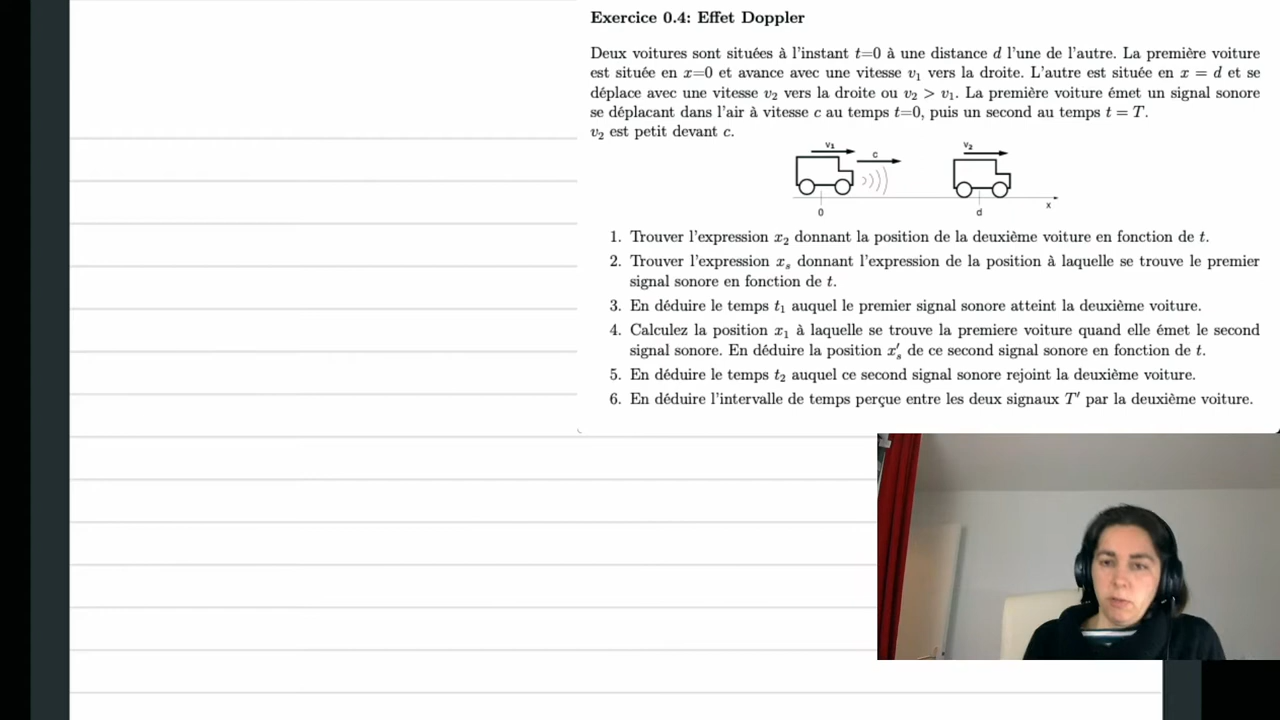 Exercice 0.4: Effet Doppler
Deux voitures sont situées à l'instant t=0 à une distance d l'une de l'autre. La première voiture
est située en x=0 et avance avec une vitesse v₁ vers la droite. L'autre est située en x = d et se
déplace avec une vitesse v₂ vers la droite ou v₂ > v₁. La première voiture émet un signal sonore
se déplacant dans l'air à vitesse c au temps t=0, puis un second au temps t = T.
v₂ est petit devant c.
v₁ c v₂
0 d x
1. Trouver l'expression x₂ donnant la position de la deuxième voiture en fonction de t.
2. Trouver l'expression xₛ donnant l'expression de la position à laquelle se trouve le premier
signal sonore en fonction de t.
3. En déduire le temps t₁ auquel le premier signal sonore atteint la deuxième voiture.
4. Calculez la position x₁ à laquelle se trouve la premiere voiture quand elle émet le second
signal sonore. En déduire la position x′ₛ de ce second signal sonore en fonction de t.
5. En déduire le temps t₂ auquel ce second signal sonore rejoint la deuxième voiture.
6. En déduire l'intervalle de temps perçue entre les deux signaux T′ par la deuxième voiture.